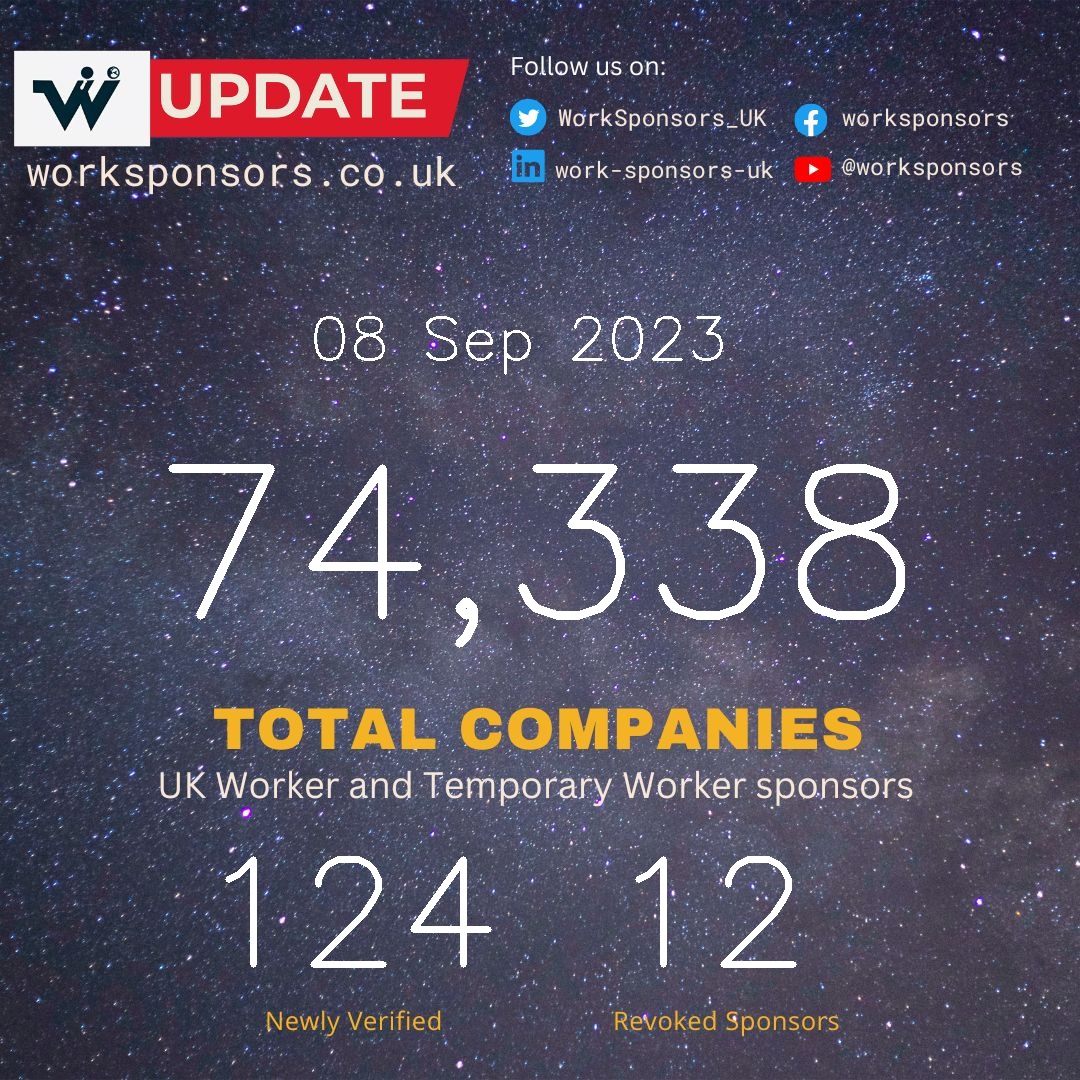 UPDATE
worksponsors.co.uk
Follow us on:
WorkSponsors_UK
worksponsors
work-sponsors-uk
@worksponsors
08 Sep 2023
74,338
TOTAL COMPANIES
UK Worker and Temporary Worker sponsors
124 12
Newly Verified Revoked Sponsors